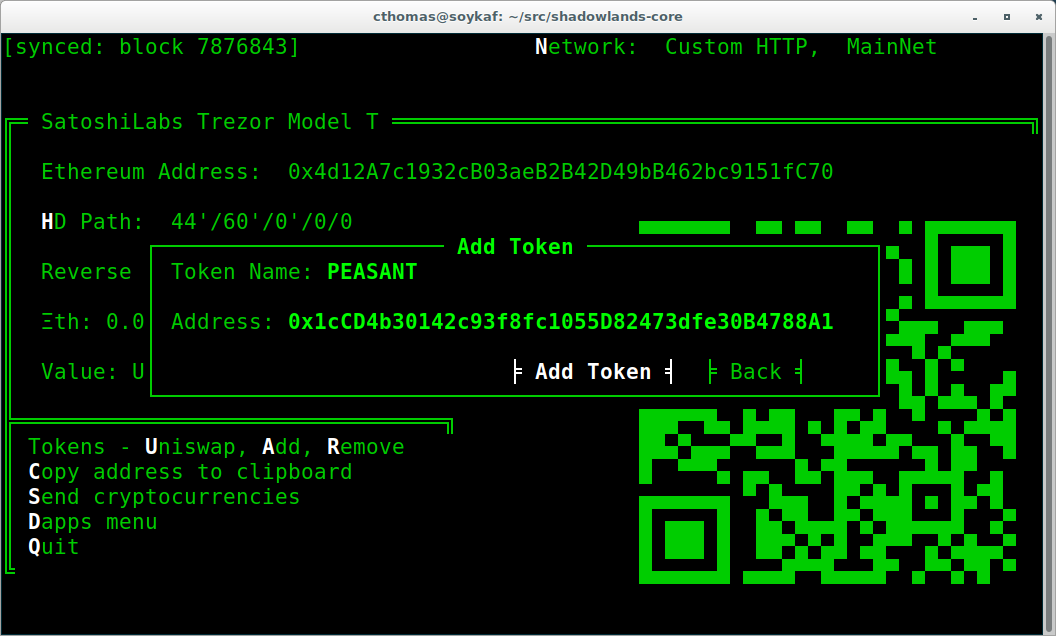 cthomas@soykaf: ~/src/shadowlands-core
[synced: block 7876843] Network: Custom HTTP, MainNet
SatoshiLabs Trezor Model T
Ethereum Address: 0x4d12A7c1932cB03aeB2B42D49bB462bc9151fC70
HD Path: 44'/60'/0'/0/0
Add Token
Reverse Token Name: PEASANT
Ξth: 0.0 Address: 0x1cCD4b30142c93f8fc1055D82473dfe30B4788A1
Value: U Add Token Back
Tokens - Uniswap, Add, Remove
Copy address to clipboard
Send cryptocurrencies
Dapps menu
Quit